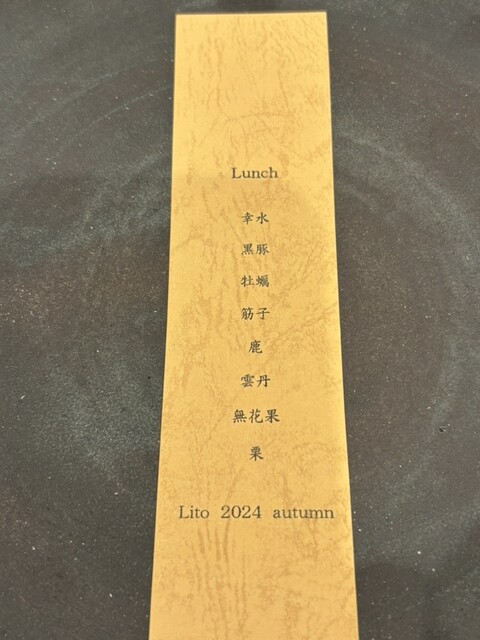 Lunch
幸水
黒豚
牡蠣
筋子
鹿
雲丹
無花果
栗
Lito 2024 autumn